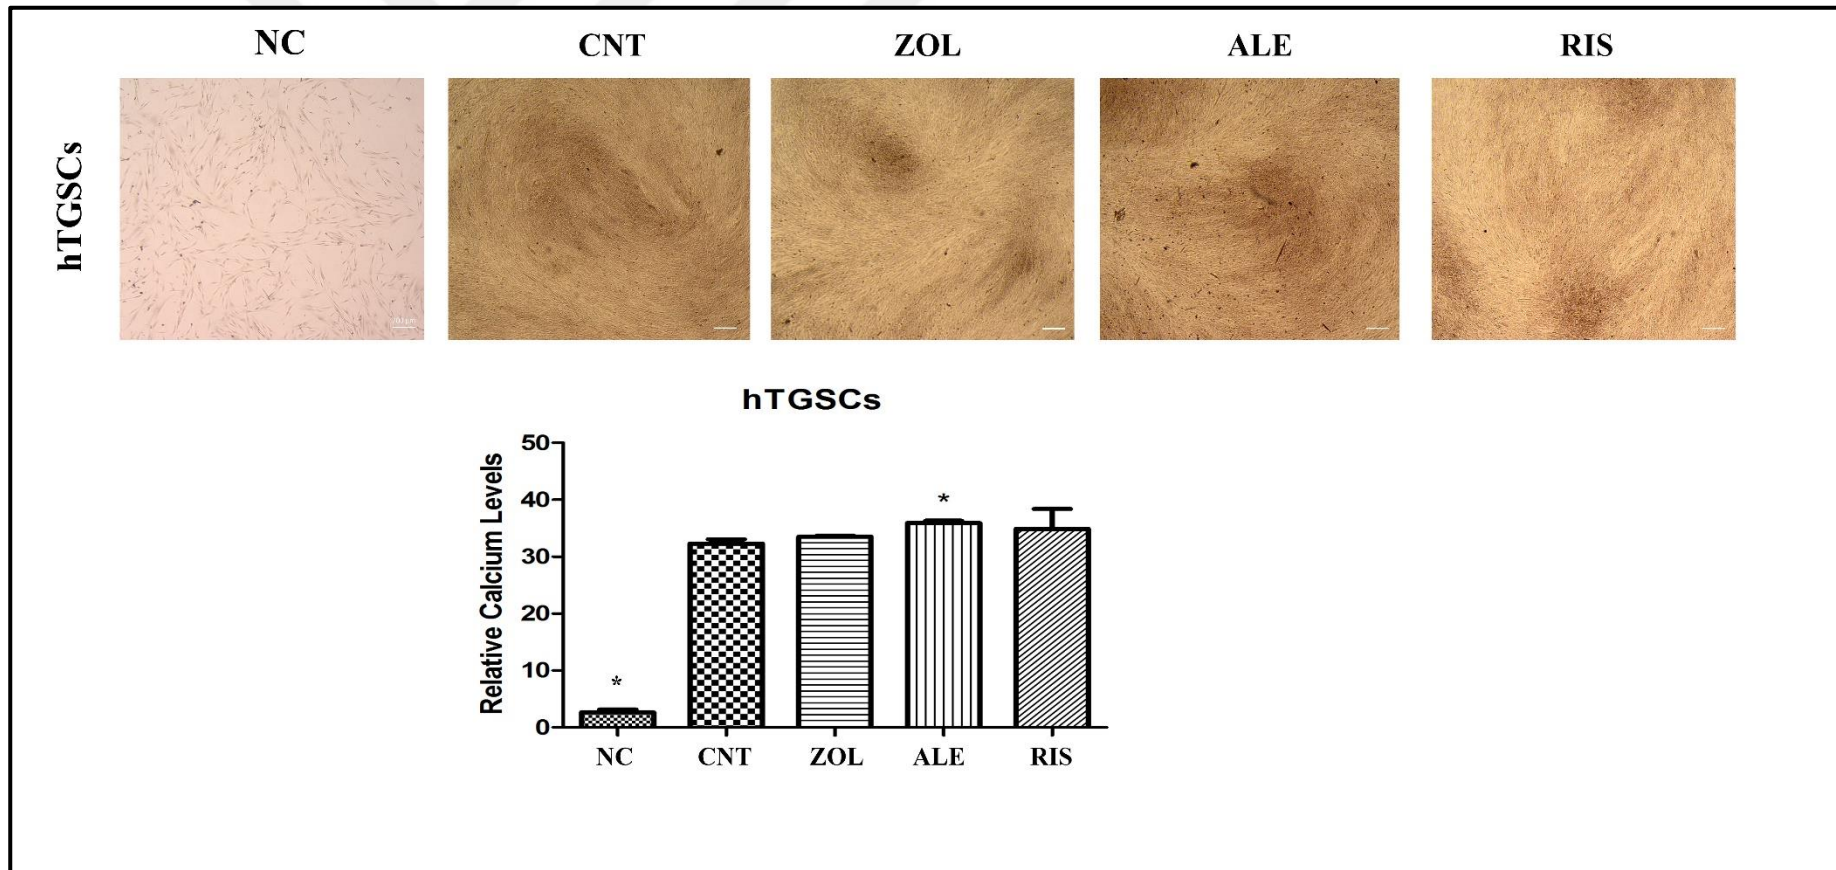 NC CNT ZOL ALE RIS
hTGSCs
hTGSCs
Relative Calcium Levels
50
40
30
20
10
0
*
*
NC CNT ZOL ALE RIS